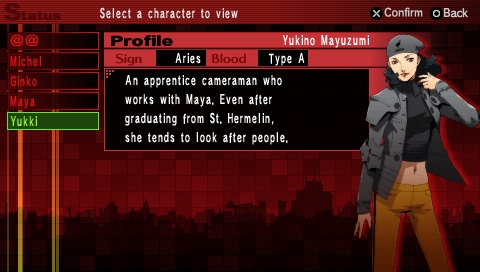 Status
Select a character to view
✕ Confirm ○ Back
@@
Michel
Ginko
Maya
Yukki
Profile
Yukino Mayuzumi
Sign Aries Blood Type A
An apprentice cameraman who
works with Maya. Even after
graduating from St. Hermelin,
she tends to look after people.